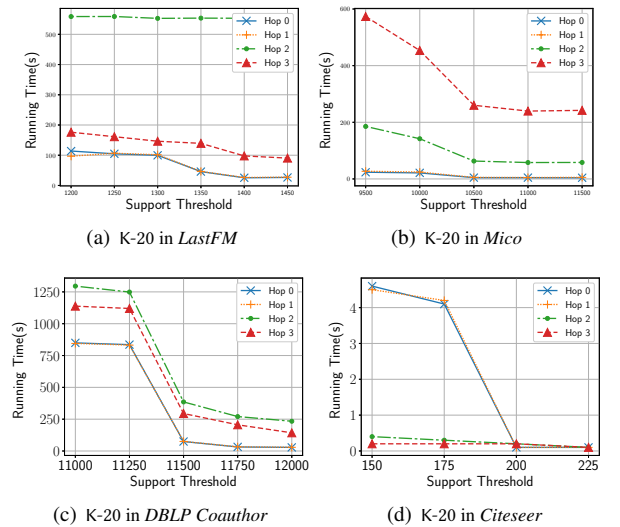 500
400
300
200
100
0
1200
1250
1300
1350
1400
1450
Running Time(s)
Support Threshold
Hop 0
Hop 1
Hop 2
Hop 3
(a) K-20 in LastFM
600
400
200
0
9500
10000
10500
11000
11500
Running Time(s)
Support Threshold
Hop 0
Hop 1
Hop 2
Hop 3
(b) K-20 in Mico
1250
1000
750
500
250
0
11000
11250
11500
11750
12000
Running Time(s)
Support Threshold
Hop 0
Hop 1
Hop 2
Hop 3
(c) K-20 in DBLP Coauthor
4
3
2
1
0
150
175
200
225
Running Time(s)
Support Threshold
Hop 0
Hop 1
Hop 2
Hop 3
(d) K-20 in Citeseer